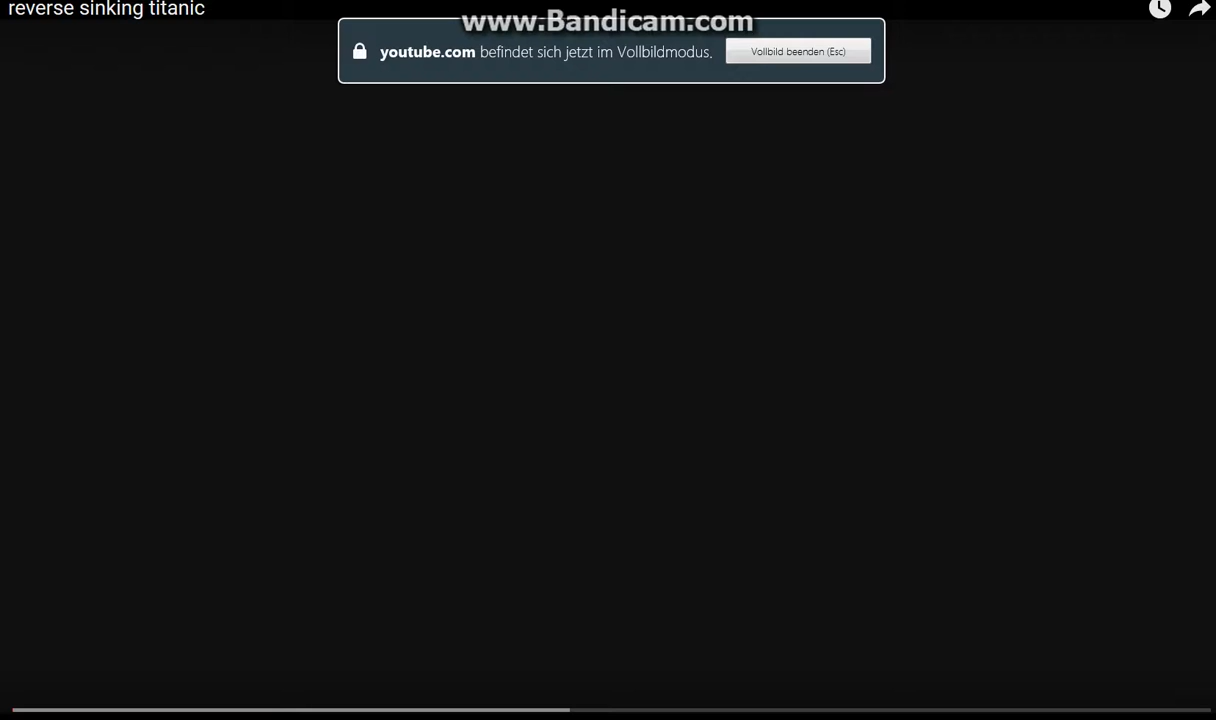 reverse sinking titanic
www.Bandicam.com
youtube.com befindet sich jetzt im Vollbildmodus.
Vollbild beenden (Esc)